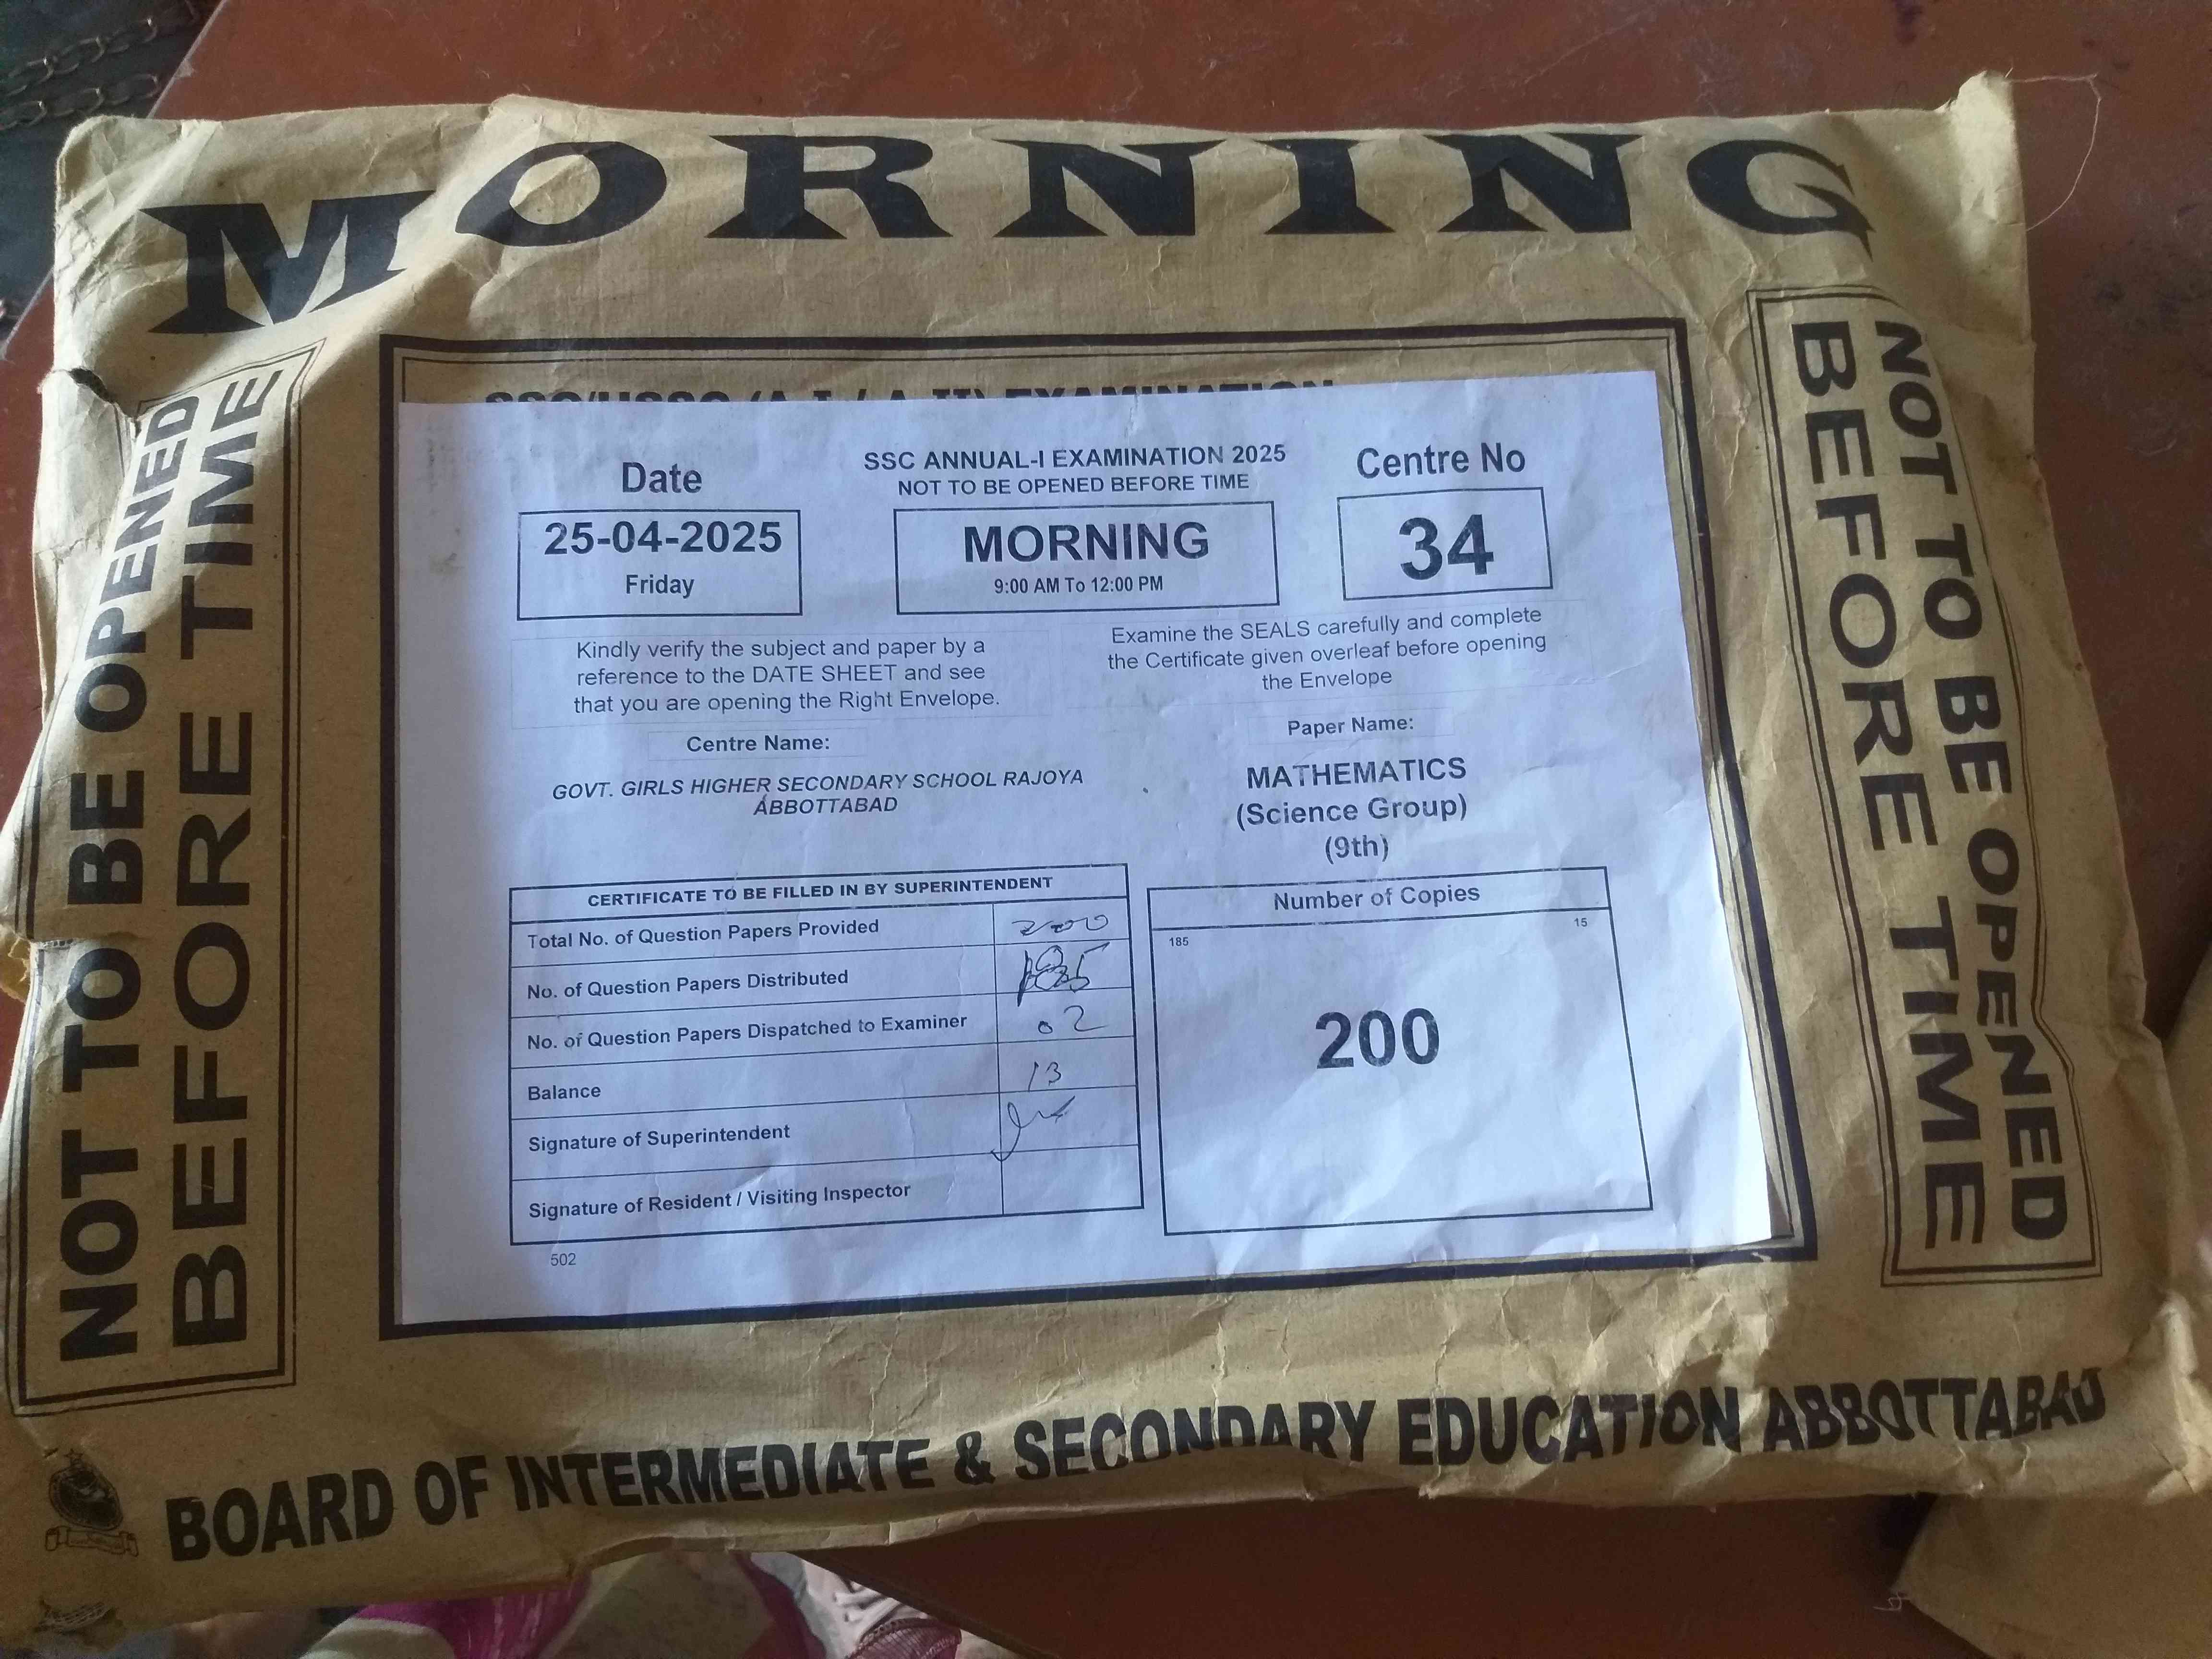 MORNING
NOT TO BE OPENED
BEFORE TIME
NOT TO BE OPENED
BEFORE TIME
SSC/HSSC (A-I / A-II) EXAMINATION
Date
25-04-2025
Friday
SSC ANNUAL-I EXAMINATION 2025
NOT TO BE OPENED BEFORE TIME
MORNING
9:00 AM To 12:00 PM
Centre No
34
Kindly verify the subject and paper by a
reference to the DATE SHEET and see
that you are opening the Right Envelope.
Examine the SEALS carefully and complete
the Certificate given overleaf before opening
the Envelope
Centre Name:
GOVT. GIRLS HIGHER SECONDARY SCHOOL RAJOYA
ABBOTTABAD
Paper Name:
MATHEMATICS
(Science Group)
(9th)
CERTIFICATE TO BE FILLED IN BY SUPERINTENDENT
Total No. of Question Papers Provided 200
No. of Question Papers Distributed 185
No. of Question Papers Dispatched to Examiner 02
Balance 13
Signature of Superintendent
Signature of Resident / Visiting Inspector
Number of Copies
185 15
200
502
BOARD OF INTERMEDIATE & SECONDARY EDUCATION ABBOTTABAD